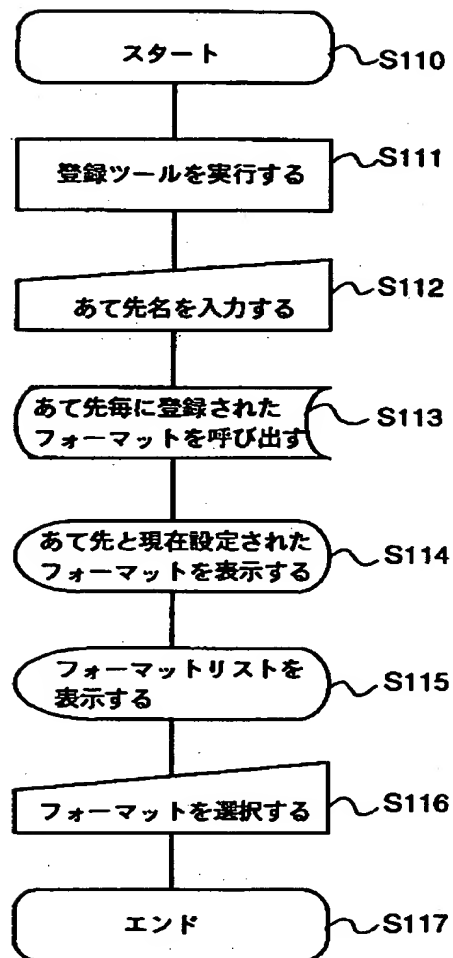 スタート
S110
登録ツールを実行する
S111
あて先名を入力する
S112
あて先毎に登録された
フォーマットを呼び出す
S113
あて先と現在設定された
フォーマットを表示する
S114
フォーマットリストを
表示する
S115
フォーマットを選択する
S116
エンド
S117